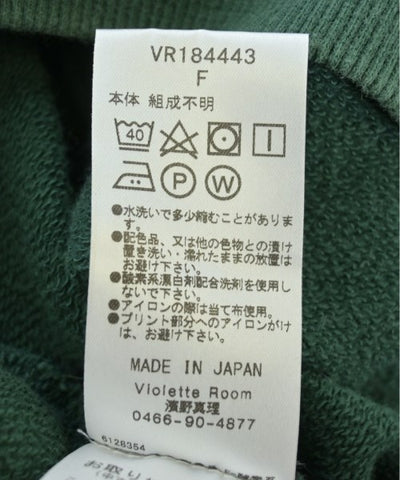 VR184443
F
本体 組成不明
40
P W
●水洗いで多少縮むことがありま
す。
●配色品、又は他の色物との漬け
置き洗い・濡れたままの放置は
お避け下さい。
●酸素系漂白剤配合洗剤を使用し
ないで下さい。
●アイロンの際は当て布使用。
●プリント部分へのアイロンがけ
は、お避け下さい。
MADE IN JAPAN
Violette Room
濱野真理
0466-90-4877
6128354
お取り